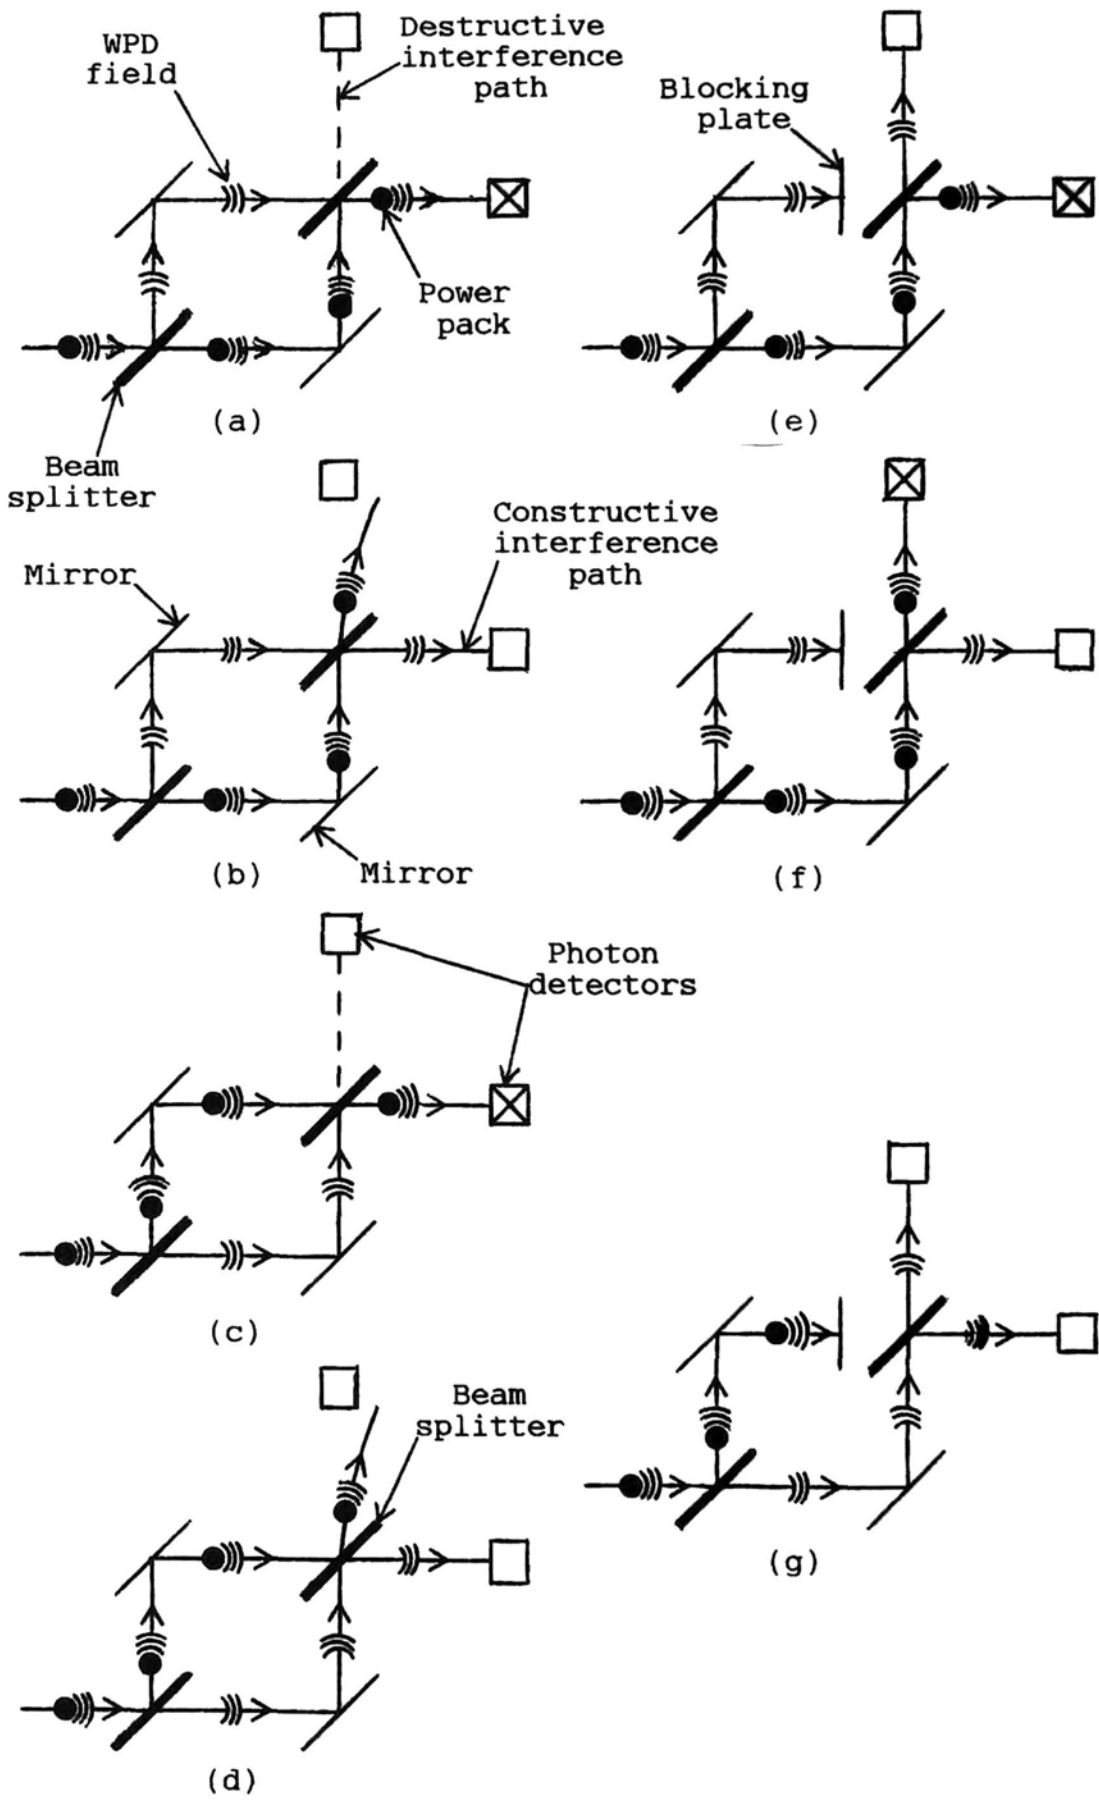 WPD
field
Destructive
interference
path
Power
pack
(a)
Beam
splitter
Mirror
Constructive
interference
path
Mirror
(b)
Photon
detectors
(c)
Beam
splitter
(d)
Blocking
plate
(e)
(f)
(g)